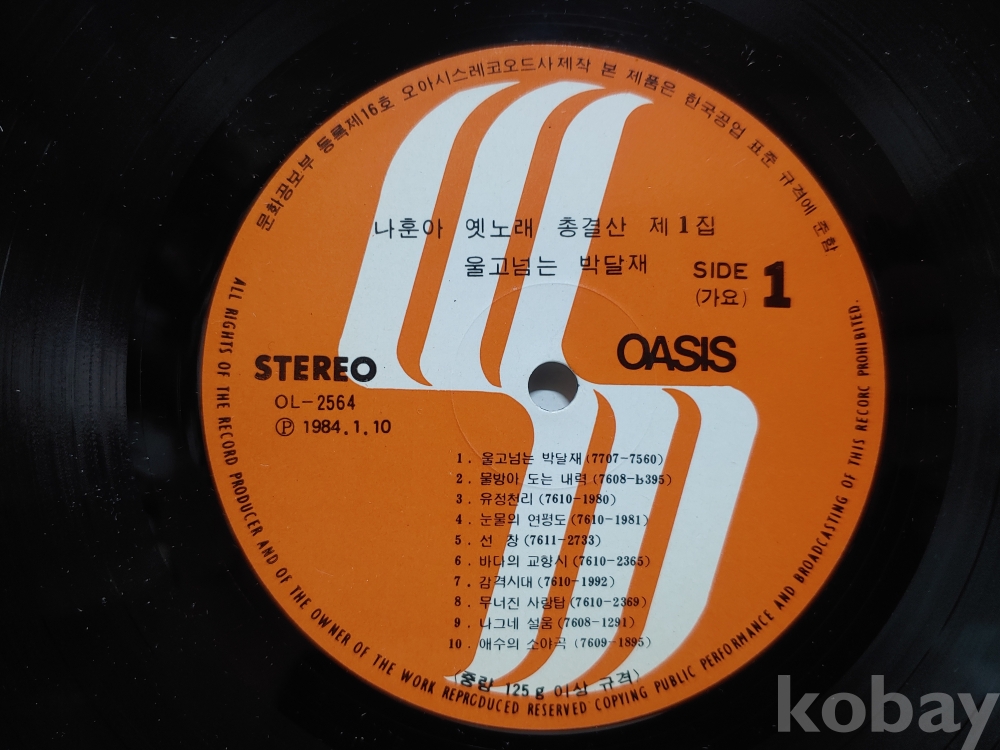 문화공보부 등록제16호 오아시스레코오드사제작 본 제품은 한국공업 표준 규격에 준함
나훈아 옛노래 총결산 제1집
울고넘는 박달재
SIDE 1
(가요)
STEREO
OASIS
OL-2564
Ⓟ 1984.1.10
1. 울고넘는 박달재 (7707-7560)
2. 물방아 도는 내력 (7608-b395)
3. 유정천리 (7610-1980)
4. 눈물의 연평도 (7610-1981)
5. 선 창 (7611-2733)
6. 바다의 교향시 (7610-2365)
7. 감격시대 (7610-1992)
8. 무너진 사랑탑 (7610-2369)
9. 나그네 설움 (7608-1291)
10. 애수의 소야곡 (7609-1895)
(중량 125g 이상 규격)
ALL RIGHTS OF THE RECORD PRODUCER AND OF THE OWNER OF THE WORK REPRODUCED RESERVED COPYING PUBLIC PERFORMANCE AND BROADCASTING OF THIS RECORC PROHIBITED.
kobay